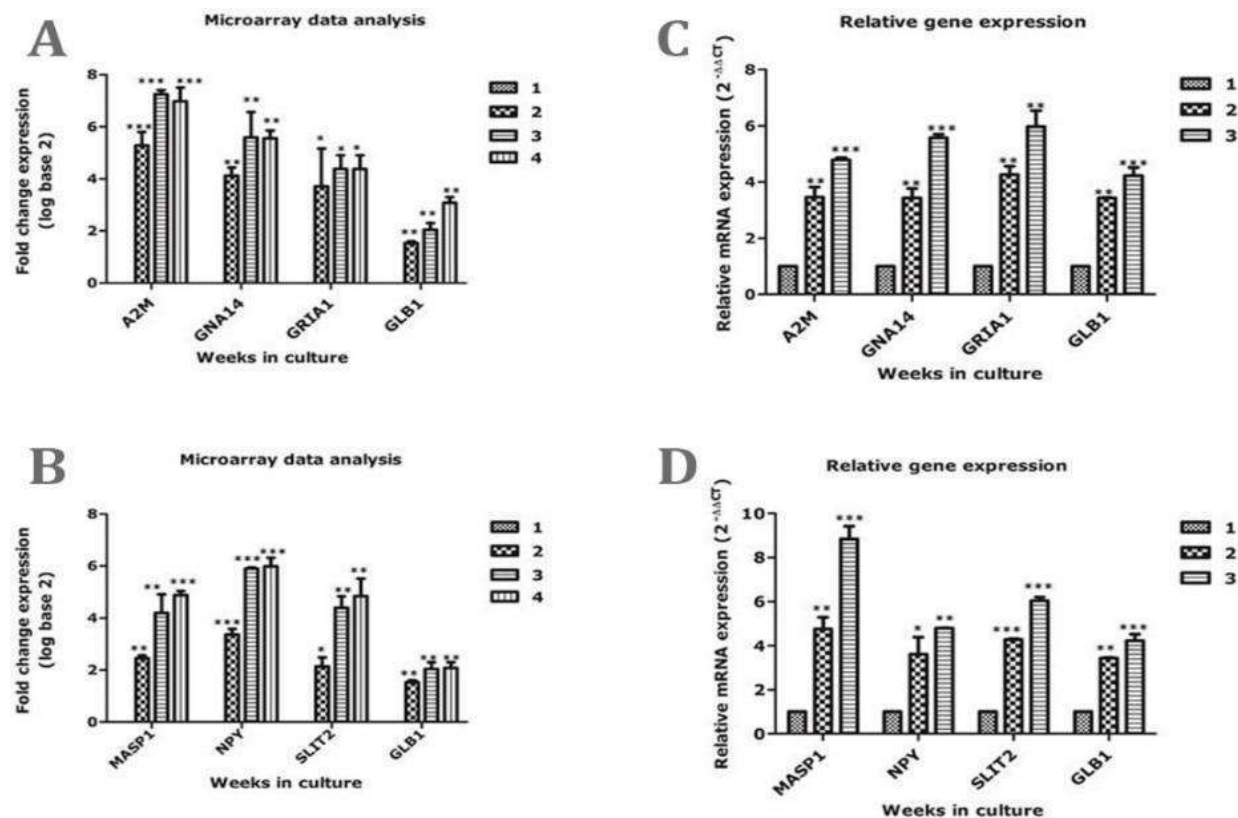 A
Microarray data analysis
Fold change expression
(log base 2)
8
6
4
2
0
*** *** ***
** ** **
* * *
** ** **
A2M
GNA14
GRIA1
GLB1
Weeks in culture
1
2
3
4
C
Relative gene expression
Relative mRNA expression (2^-ΔΔCT)
8
6
4
2
0
** ***
** ***
** **
** ***
A2M
GNA14
GRIA1
GLB1
Weeks in culture
1
2
3
B
Microarray data analysis
Fold change expression
(log base 2)
8
6
4
2
0
** ** ***
*** *** ***
* ** **
** ** **
MASP1
NPY
SLIT2
GLB1
Weeks in culture
1
2
3
4
D
Relative gene expression
Relative mRNA expression (2^-ΔΔCT)
10
8
6
4
2
0
** ***
* **
*** ***
** ***
MASP1
NPY
SLIT2
GLB1
Weeks in culture
1
2
3